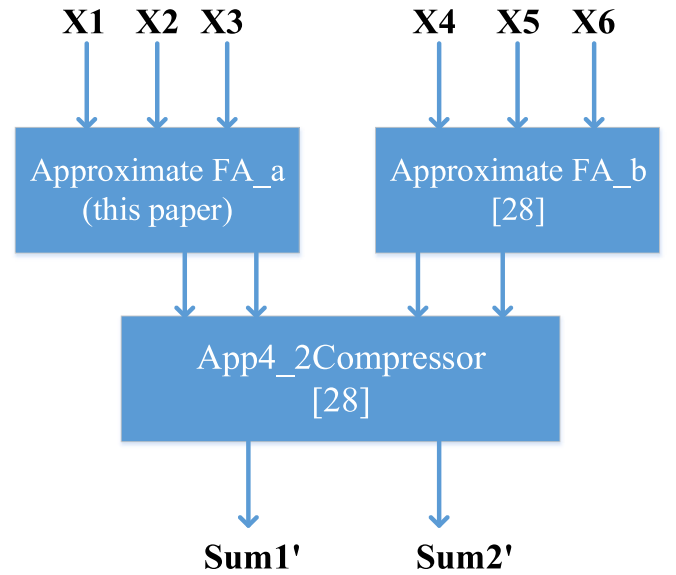 X1 X2 X3 X4 X5 X6
Approximate FA_a
(this paper)
Approximate FA_b
[28]
App4_2Compressor
[28]
Sum1' Sum2'